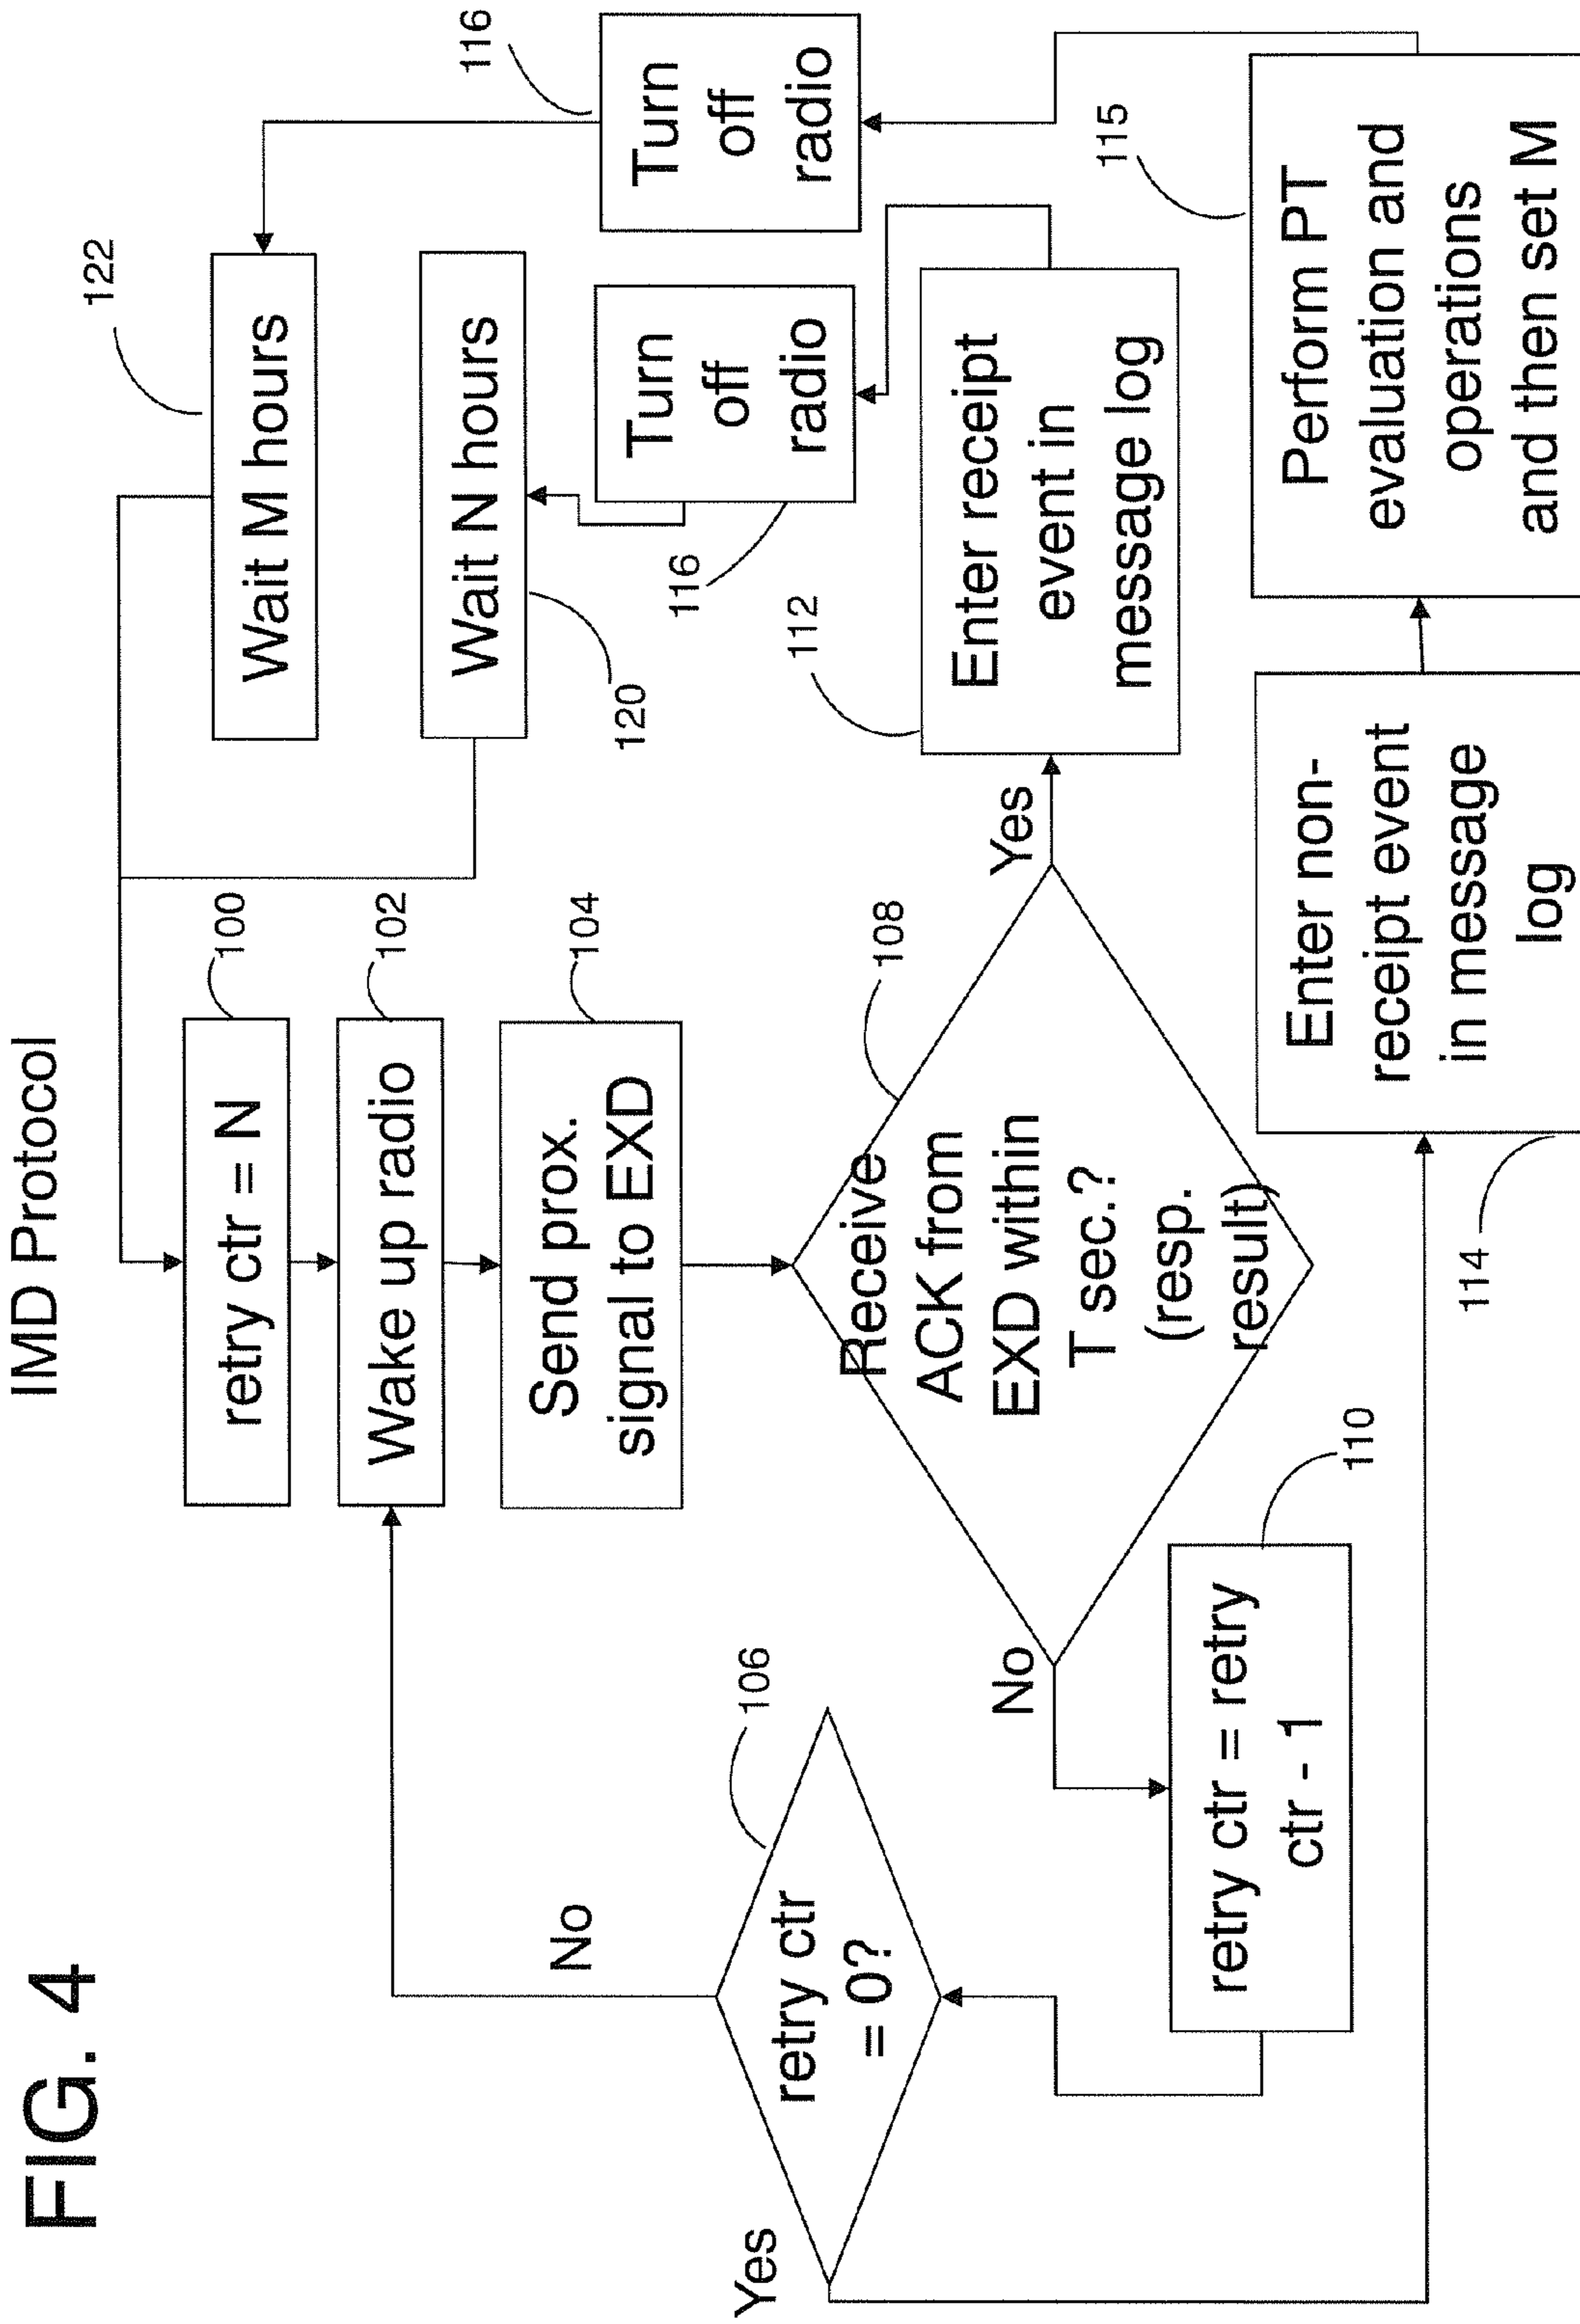 FIG. 4
IMD Protocol
retry ctr = N
100
Wake up radio
102
Send prox.
signal to EXD
104
Receive
ACK from
EXD within
T sec.?
(resp.
result)
108
Yes
No
retry ctr = retry
ctr - 1
110
retry ctr
= 0?
106
No
Yes
Enter receipt
event in
message log
112
Turn
off
radio
116
Wait N hours
120
Enter non-
receipt event
in message
log
114
Perform PT
evaluation and
operations
and then set M
115
Turn
off
radio
116
Wait M hours
122